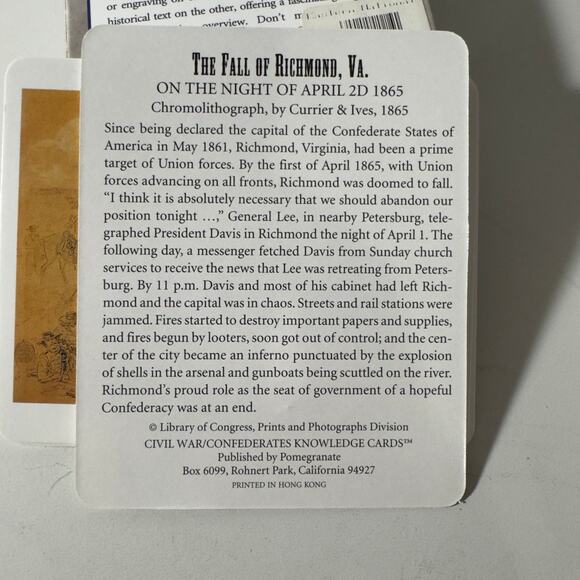 or engraving on
historical text on the other, offering a
overview. Don't
Eastern National
THE FALL OF RICHMOND, VA.
ON THE NIGHT OF APRIL 2D 1865
Chromolithograph, by Currier & Ives, 1865
Since being declared the capital of the Confederate States of
America in May 1861, Richmond, Virginia, had been a prime
target of Union forces. By the first of April 1865, with Union
forces advancing on all fronts, Richmond was doomed to fall.
“I think it is absolutely necessary that we should abandon our
position tonight …,” General Lee, in nearby Petersburg, tele-
graphed President Davis in Richmond the night of April 1. The
following day, a messenger fetched Davis from Sunday church
services to receive the news that Lee was retreating from Peters-
burg. By 11 p.m. Davis and most of his cabinet had left Rich-
mond and the capital was in chaos. Streets and rail stations were
jammed. Fires started to destroy important papers and supplies,
and fires begun by looters, soon got out of control; and the cen-
ter of the city became an inferno punctuated by the explosion
of shells in the arsenal and gunboats being scuttled on the river.
Richmond's proud role as the seat of government of a hopeful
Confederacy was at an end.
© Library of Congress, Prints and Photographs Division
CIVIL WAR/CONFEDERATES KNOWLEDGE CARDS™
Published by Pomegranate
Box 6099, Rohnert Park, California 94927
PRINTED IN HONG KONG